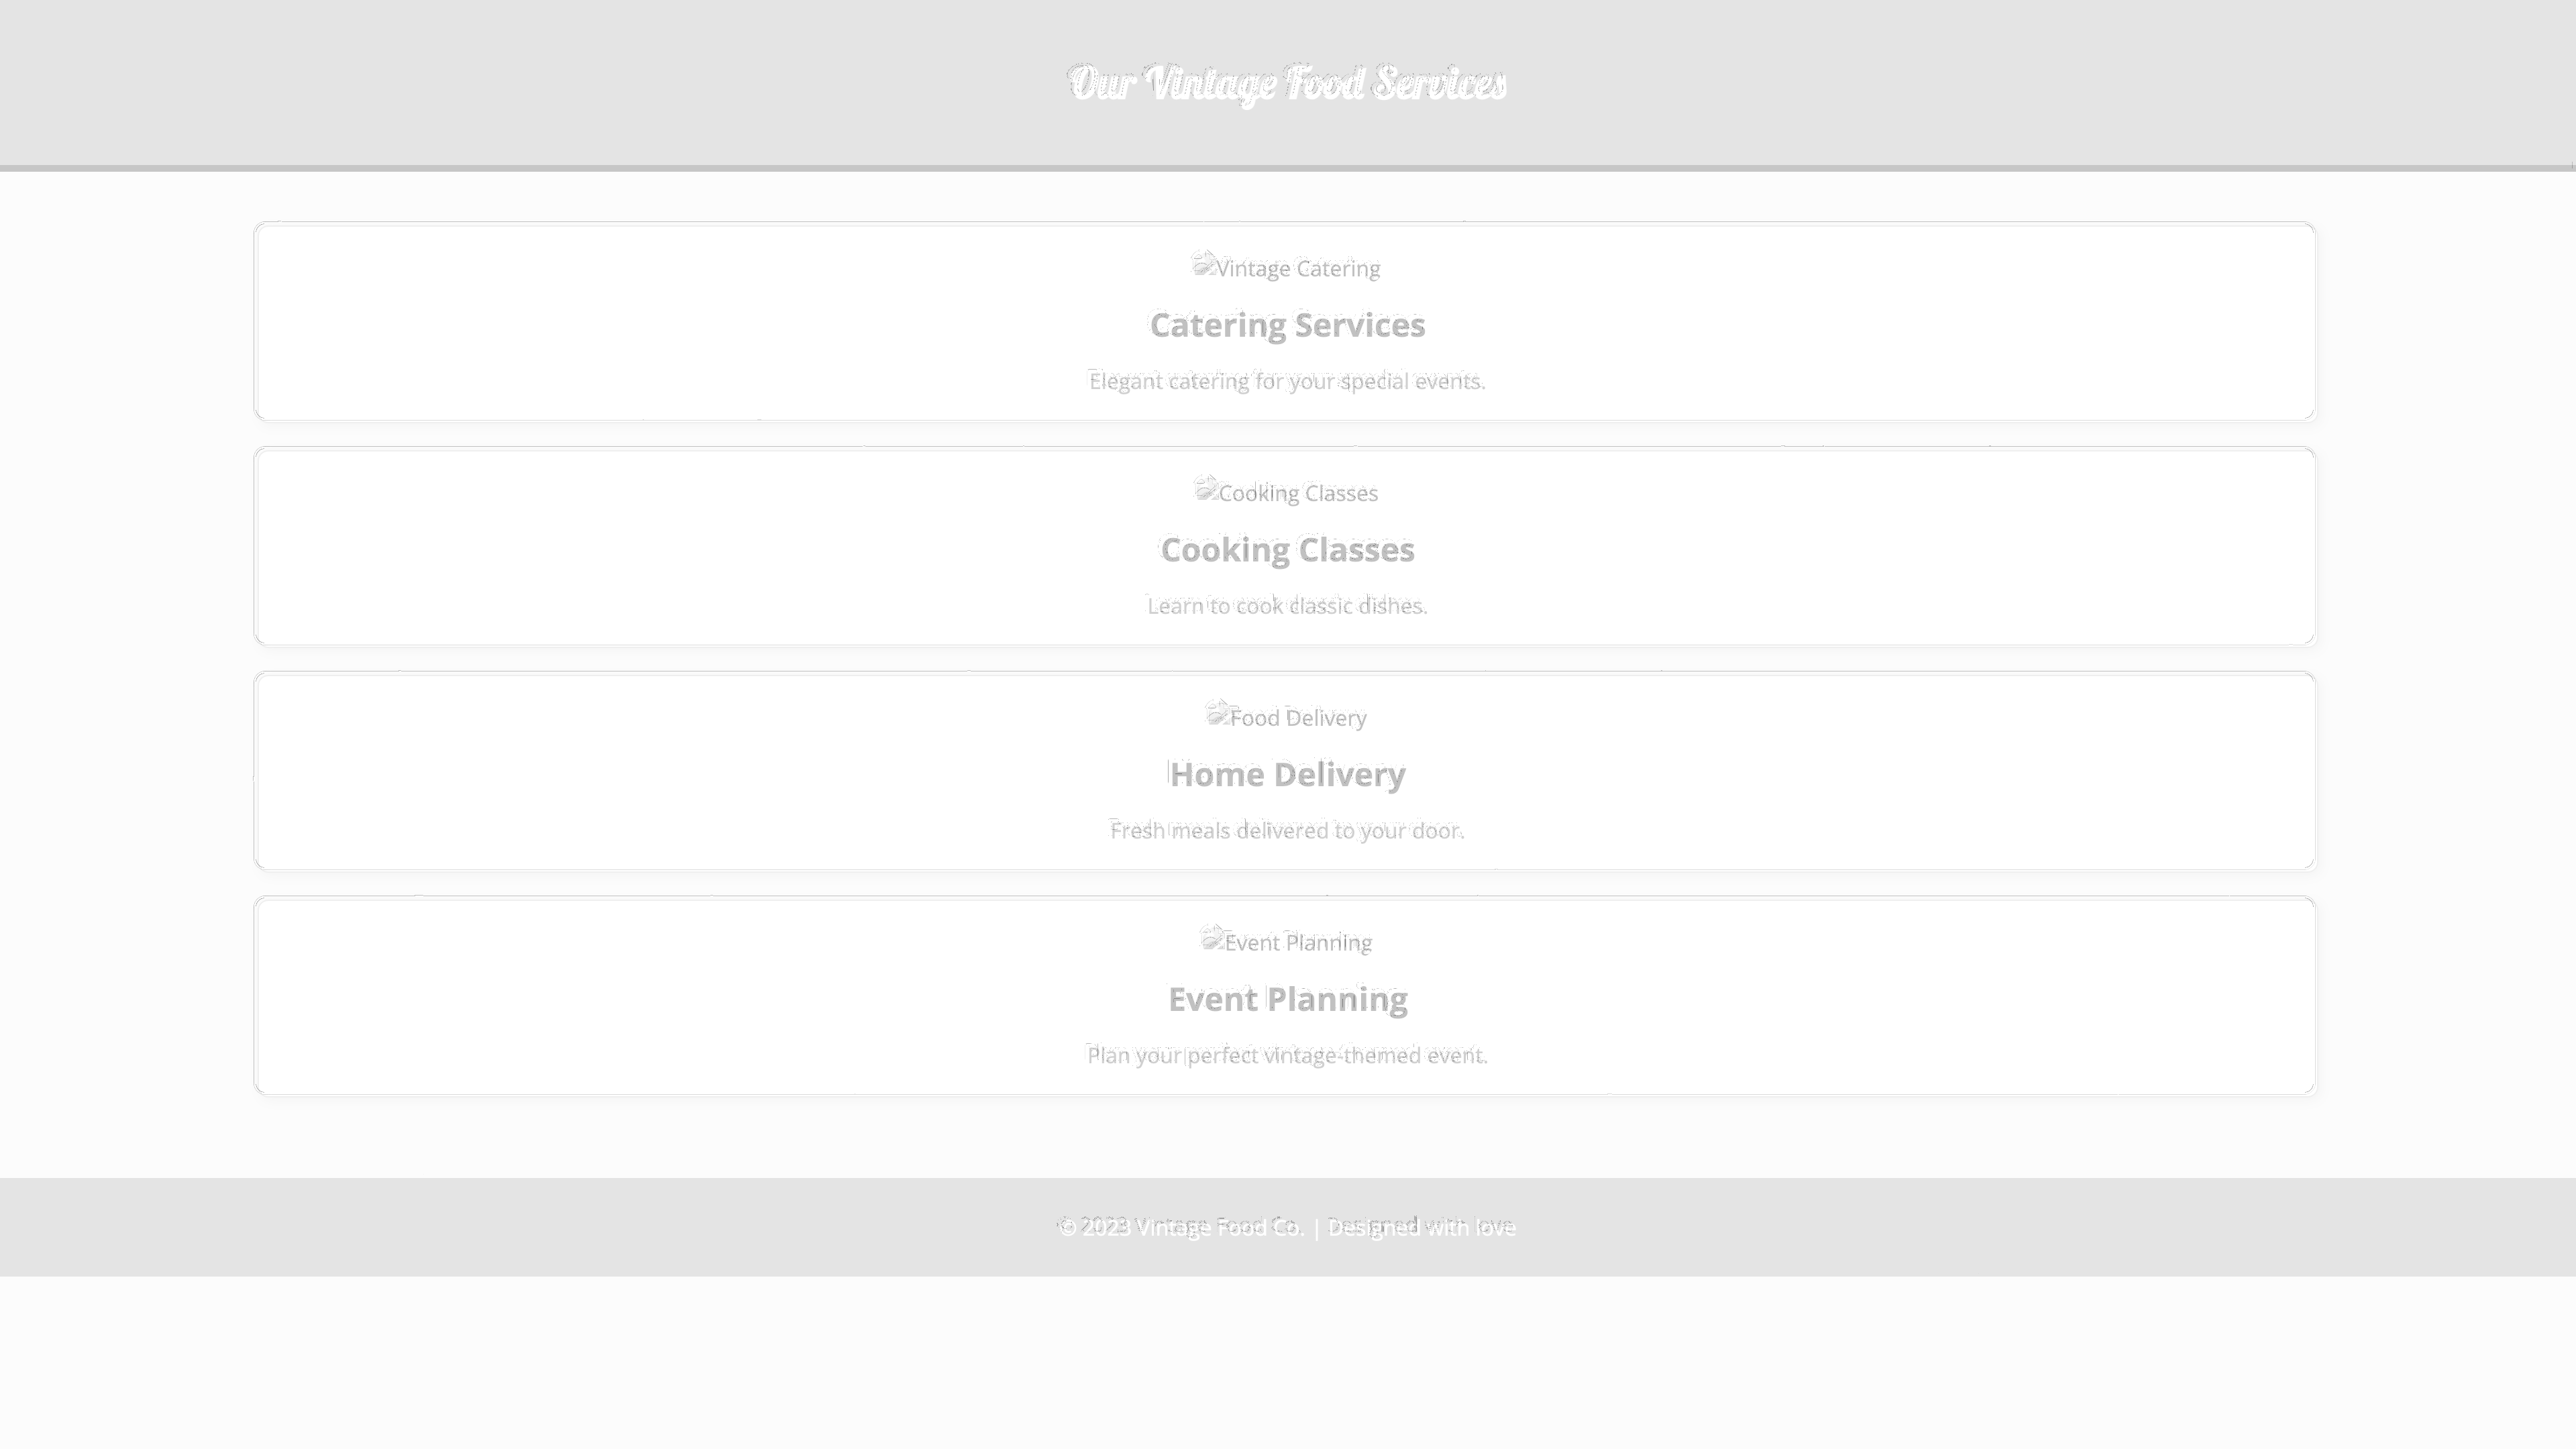 Our Vintage Food Services
Vintage Catering
Catering Services
Elegant catering for your special events.
Cooking Classes
Cooking Classes
Learn to cook classic dishes.
Food Delivery
Home Delivery
Fresh meals delivered to your door.
Event Planning
Event Planning
Plan your perfect vintage-themed event.
© 2023 Vintage Food Co. | Designed with love